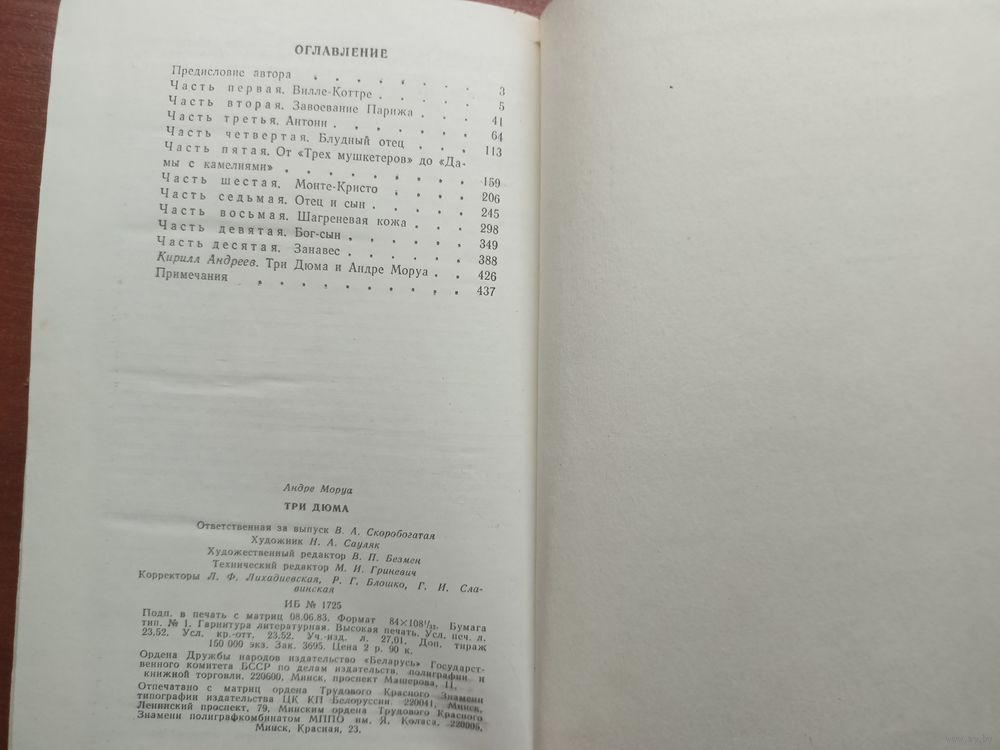 ОГЛАВЛЕНИЕ
Предисловие автора . . . . . . . 3
Часть первая. Вилле-Коттре . . . . 5
Часть вторая. Завоевание Парижа . . . 41
Часть третья. Антони . . . . . . 64
Часть четвертая. Блудный отец . . . 113
Часть пятая. От «Трех мушкетеров» до «Да-
мы с камелиями» . . . . . . . 159
Часть шестая. Монте-Кристо . . . . 206
Часть седьмая. Отец и сын . . . . 245
Часть восьмая. Шагреневая кожа . . . 298
Часть девятая. Бог-сын . . . . . 349
Часть десятая. Занавес . . . . . 388
Кирилл Андреев. Три Дюма и Андре Моруа . . 426
Примечания . . . . . . . . . 437
Андре Моруа
ТРИ ДЮМА
Ответственная за выпуск В. А. Скоробогатая
Художник Н. А. Сауляк
Художественный редактор В. П. Безмен
Технический редактор М. И. Гриневич
Корректоры Л. Ф. Лихадиевская, Р. Г. Блошко, Г. И. Сла-
винская
ИБ № 1725
Подп. в печать с матриц 08.06.83. Формат 84×108¹/₃₂. Бумага
тип. № 1. Гарнитура литературная. Высокая печать. Усл. печ. л.
23,52. Усл. кр.-отт. 23,52. Уч.-изд. л. 27,01. Доп. тираж
150 000 экз. Зак. 3695. Цена 2 р. 90 к.
Ордена Дружбы народов издательство «Беларусь» Государст-
венного комитета БССР по делам издательств, полиграфии и
книжной торговли. 220600, Минск, проспект Машерова, 11.
Отпечатано с матриц ордена Трудового Красного Знамени
типографии издательства ЦК КП Белоруссии. 220041, Минск,
Ленинский проспект, 79, Минским ордена Трудового Красного
Знамени полиграфкомбинатом МППО им. Я. Коласа. 220005,
Минск, Красная, 23.